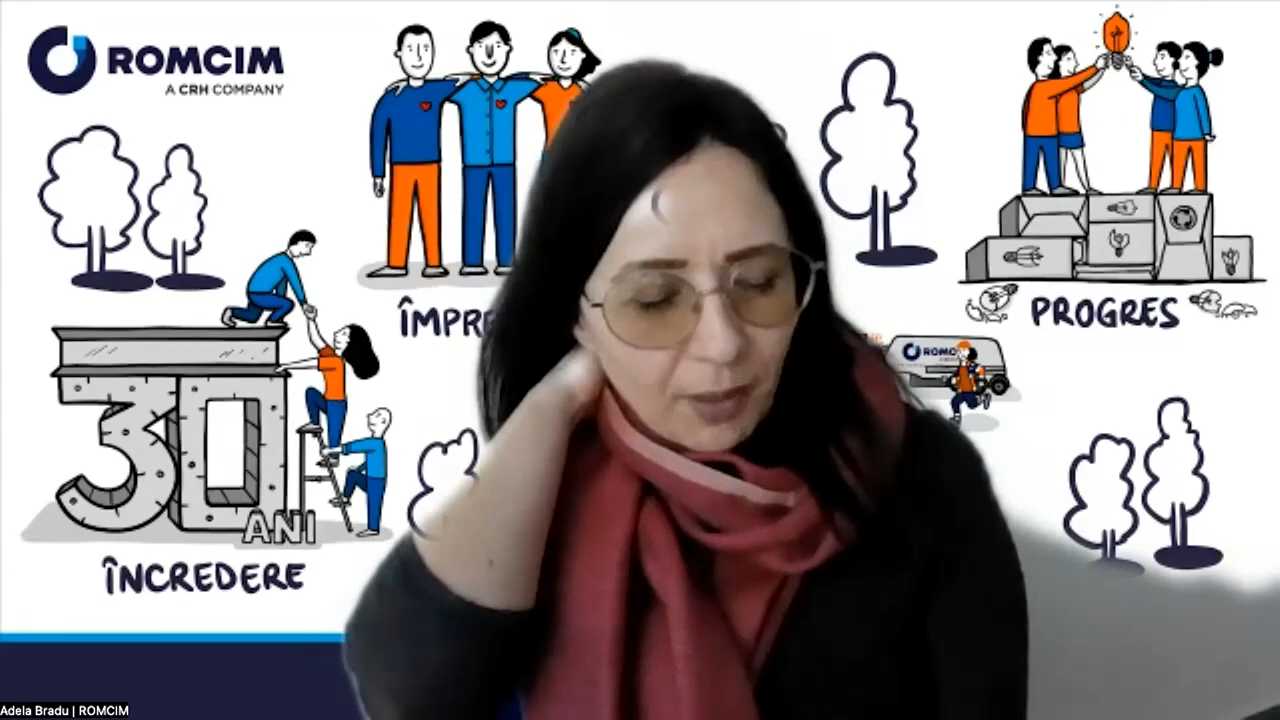 ROMCIM
A CRH COMPANY
30
ANI
ÎNCREDERE
PROGRES
Adela Bradu | ROMCIM